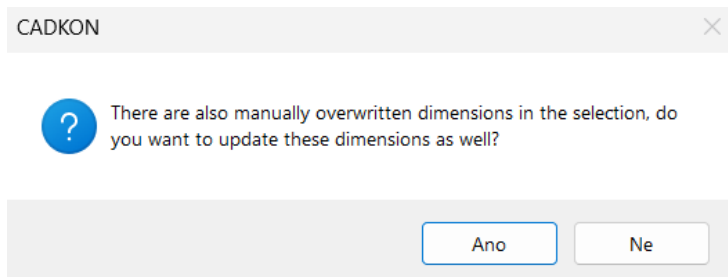 CADKON
There are also manually overwritten dimensions in the selection, do
you want to update these dimensions as well?
Ano
Ne